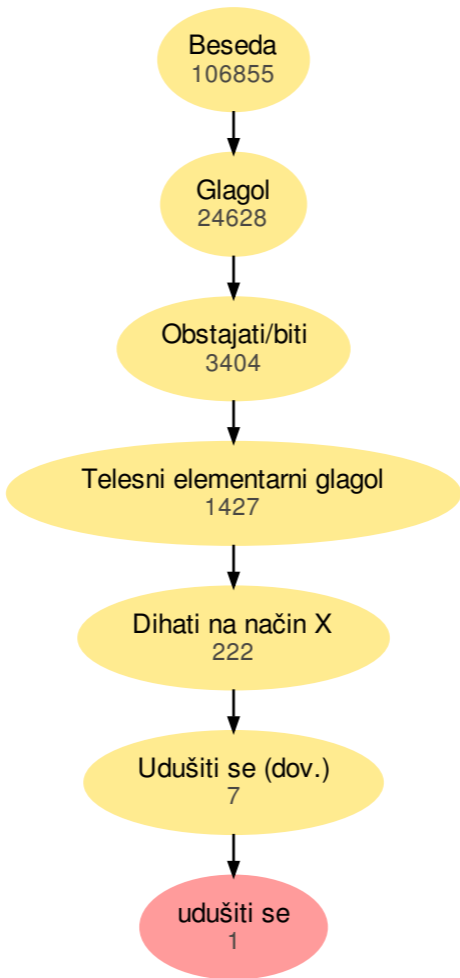 Beseda
106855
Glagol
24628
Obstajati/biti
3404
Telesni elementarni glagol
1427
Dihati na način X
222
Udušiti se (dov.)
7
udušiti se
1